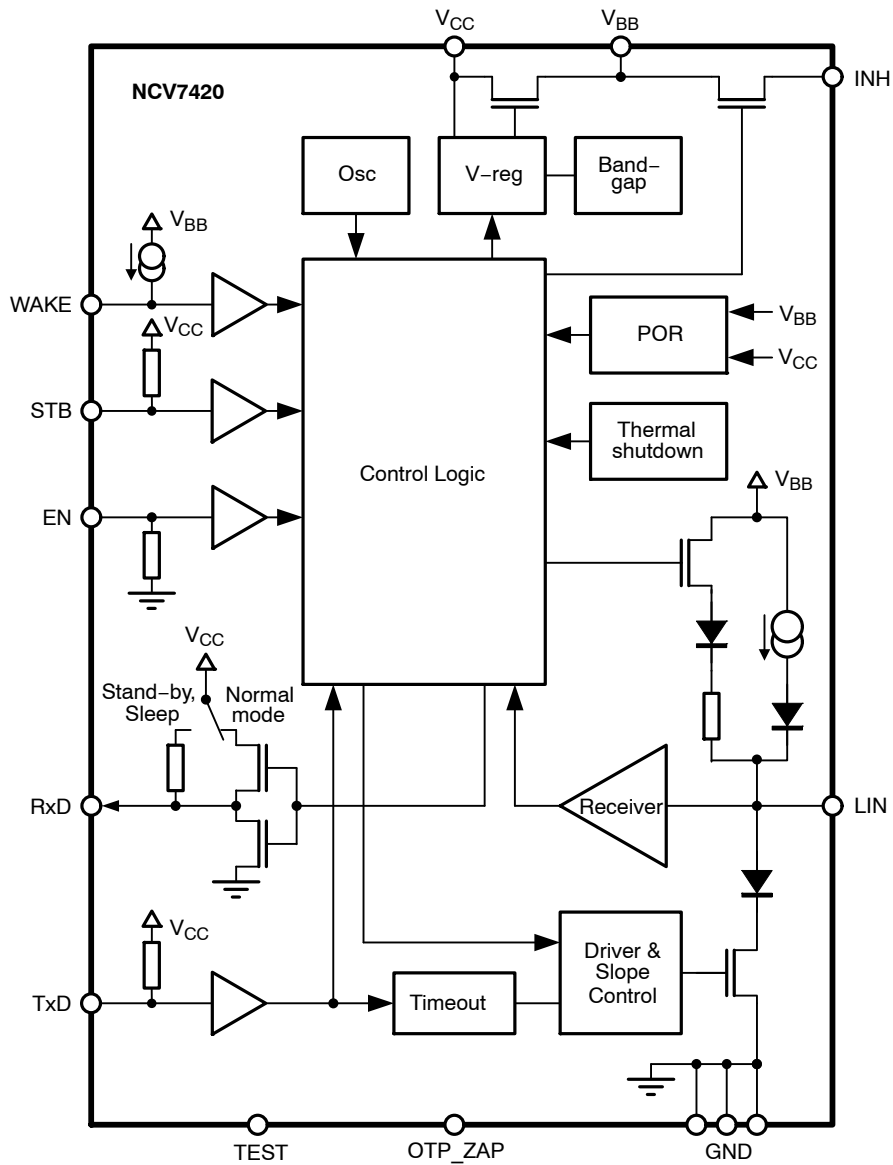 VCC
VBB
NCV7420
INH
Osc
V−reg
Band−
gap
VBB
WAKE
VCC
POR
VBB
VCC
STB
Thermal
shutdown
Control Logic
VBB
EN
VCC
Stand−by,
Sleep
Normal
mode
RxD
Receiver
LIN
VCC
Driver &
Slope
Control
TxD
Timeout
TEST
OTP_ZAP
GND